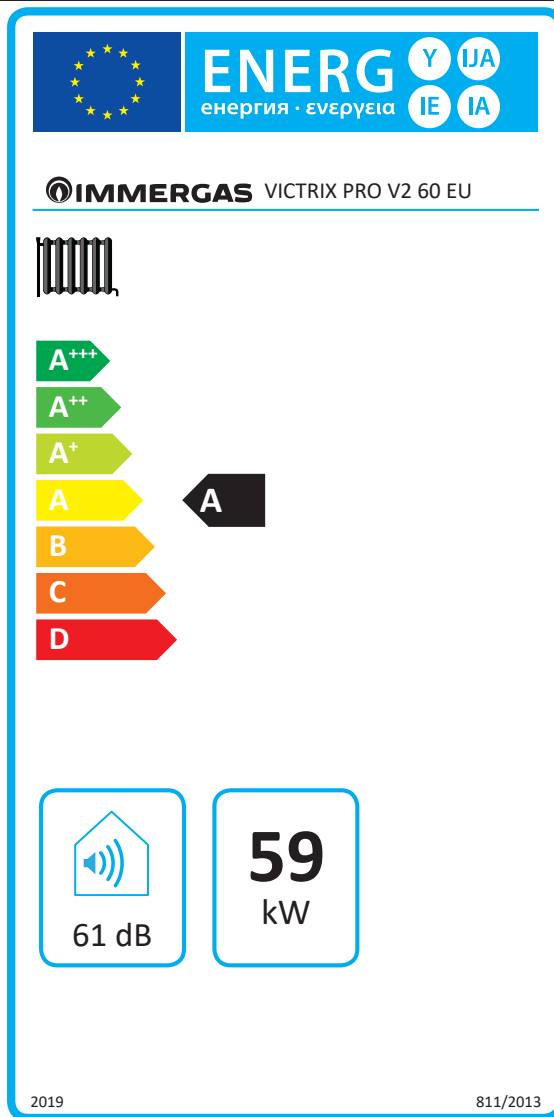 ENERG Y IJA
енергия · ενεργεια IE IA
IMMERGAS VICTRIX PRO V2 60 EU
A+++
A++
A+
A A
B
C
D
59
kW
61 dB
2019 811/2013